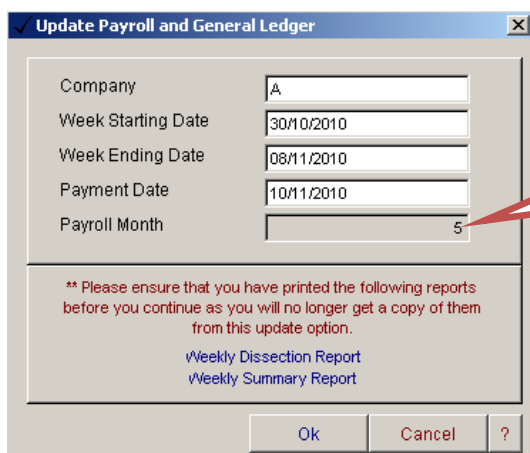 Update Payroll and General Ledger
Company A
Week Starting Date 30/10/2010
Week Ending Date 08/11/2010
Payment Date 10/11/2010
Payroll Month 5
** Please ensure that you have printed the following reports
before you continue as you will no longer get a copy of them
from this update option.
Weekly Dissection Report
Weekly Summary Report
Ok Cancel ?